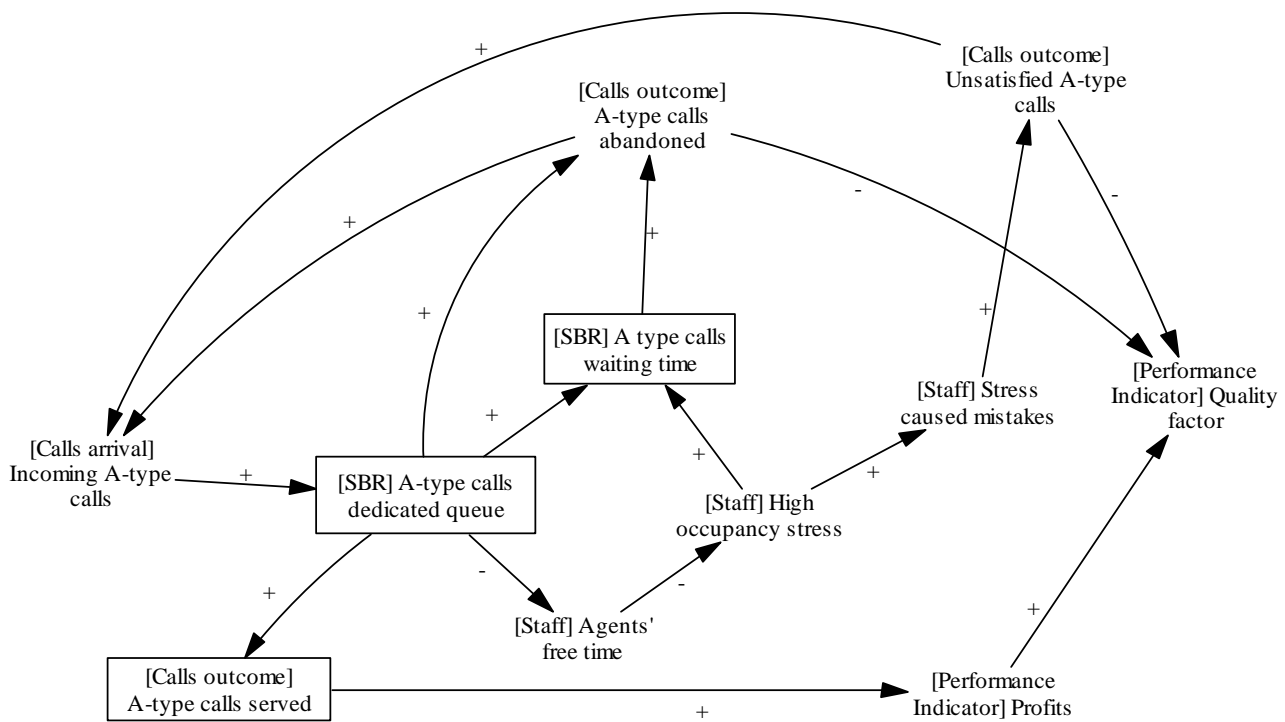 +
[Calls outcome]
Unsatisfied A-type
calls
[Calls outcome]
A-type calls
abandoned
-
-
+
+
+
+
[SBR] A type calls
waiting time
[Performance
Indicator] Quality
factor
[Staff] Stress
caused mistakes
+
[Calls arrival]
Incoming A-type
calls
+
[SBR] A-type calls
dedicated queue
+
+
[Staff] High
occupancy stress
+
-
-
+
[Staff] Agents'
free time
[Calls outcome]
A-type calls served
+
[Performance
Indicator] Profits